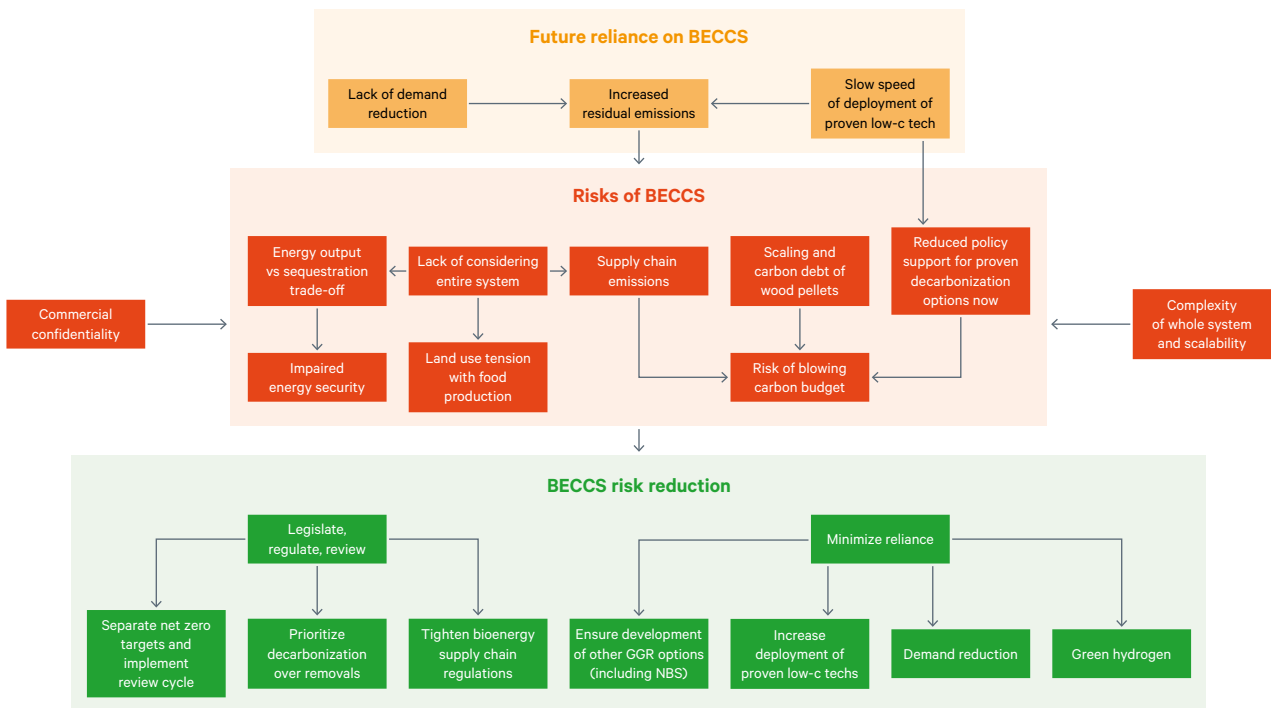 Future reliance on BECCS
Lack of demand
reduction
Increased
residual emissions
Slow speed
of deployment of
proven low-c tech
Risks of BECCS
Commercial
confidentiality
Energy output
vs sequestration
trade-off
Lack of considering
entire system
Supply chain
emissions
Scaling and
carbon debt of
wood pellets
Reduced policy
support for proven
decarbonization
options now
Complexity
of whole system
and scalability
Impaired
energy security
Land use tension
with food
production
Risk of blowing
carbon budget
BECCS risk reduction
Legislate,
regulate, review
Minimize reliance
Separate net zero
targets and
implement
review cycle
Prioritize
decarbonization
over removals
Tighten bioenergy
supply chain
regulations
Ensure development
of other GGR options
(including NBS)
Increase
deployment of
proven low-c techs
Demand reduction
Green hydrogen